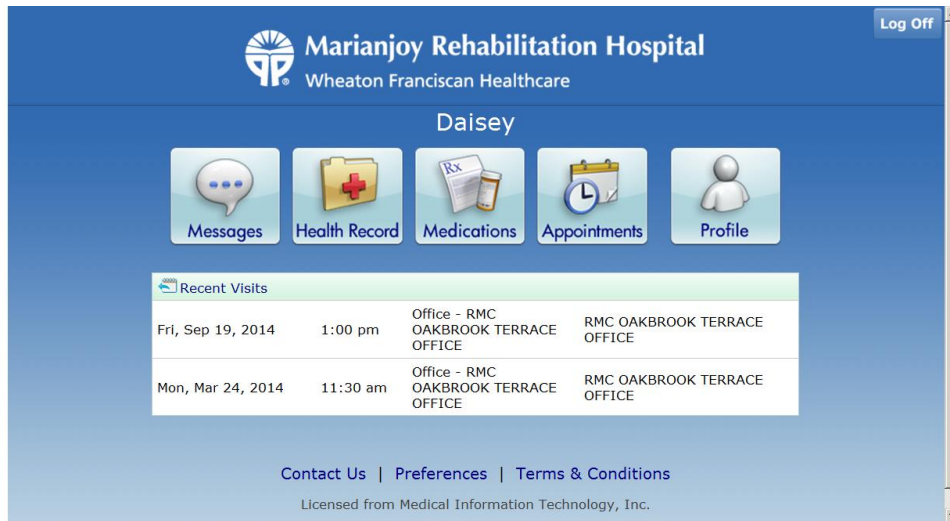 Log Off
Marianjoy Rehabilitation Hospital
Wheaton Franciscan Healthcare
Daisey
Messages Health Record Rx Medications Appointments Profile
Recent Visits
Fri, Sep 19, 2014 1:00 pm Office - RMC OAKBROOK TERRACE OFFICE RMC OAKBROOK TERRACE OFFICE
Mon, Mar 24, 2014 11:30 am Office - RMC OAKBROOK TERRACE OFFICE RMC OAKBROOK TERRACE OFFICE
Contact Us | Preferences | Terms & Conditions
Licensed from Medical Information Technology, Inc.